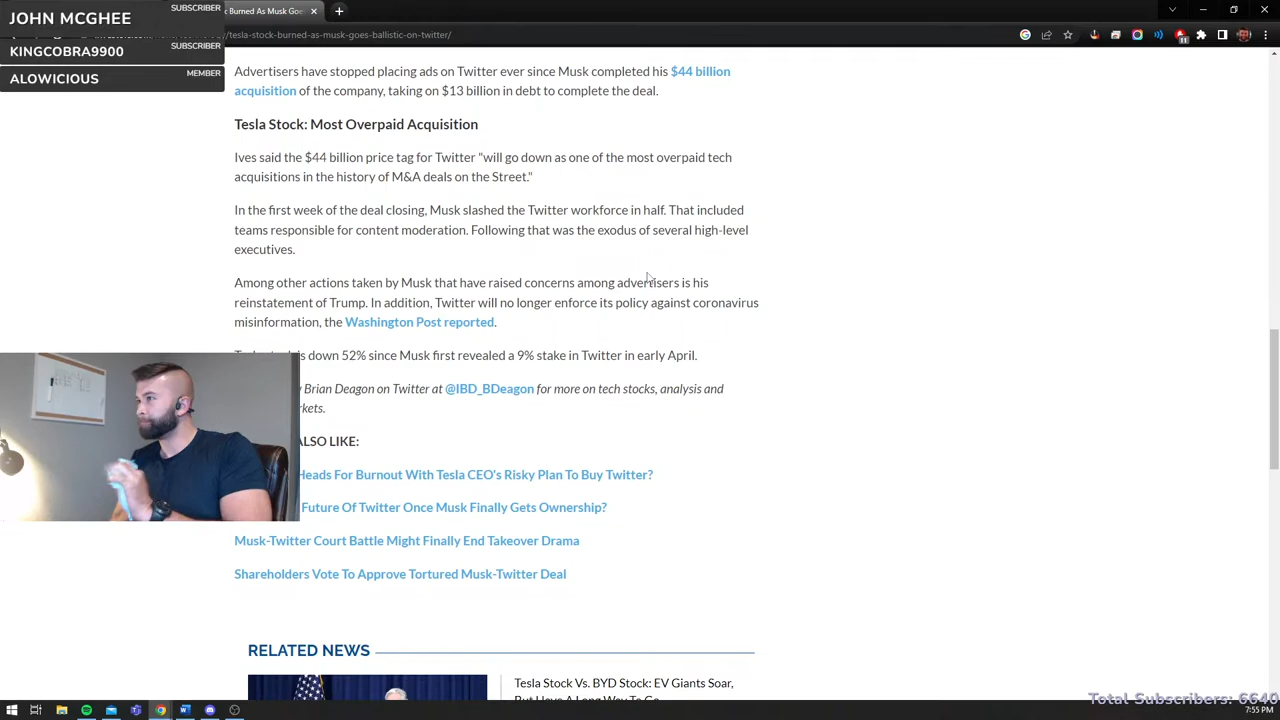 JOHN MCGHEE
SUBSCRIBER
KINGCOBRA9900
SUBSCRIBER
ALOWICIOUS
MEMBER
Burned As Musk Goe
/tesla-stock-burned-as-musk-goes-ballistic-on-twitter/
Advertisers have stopped placing ads on Twitter ever since Musk completed his $44 billion
acquisition of the company, taking on $13 billion in debt to complete the deal.
Tesla Stock: Most Overpaid Acquisition
Ives said the $44 billion price tag for Twitter "will go down as one of the most overpaid tech
acquisitions in the history of M&A deals on the Street."
In the first week of the deal closing, Musk slashed the Twitter workforce in half. That included
teams responsible for content moderation. Following that was the exodus of several high-level
executives.
Among other actions taken by Musk that have raised concerns among advertisers is his
reinstatement of Trump. In addition, Twitter will no longer enforce its policy against coronavirus
misinformation, the Washington Post reported.
is down 52% since Musk first revealed a 9% stake in Twitter in early April.
Brian Deagon on Twitter at @IBD_BDeagon for more on tech stocks, analysis and
ALSO LIKE:
Heads For Burnout With Tesla CEO's Risky Plan To Buy Twitter?
Future Of Twitter Once Musk Finally Gets Ownership?
Musk-Twitter Court Battle Might Finally End Takeover Drama
Shareholders Vote To Approve Tortured Musk-Twitter Deal
RELATED NEWS
Tesla Stock Vs. BYD Stock: EV Giants Soar,
But Have A Long Way To Go
Total Subscribers: 6640
7:55 PM